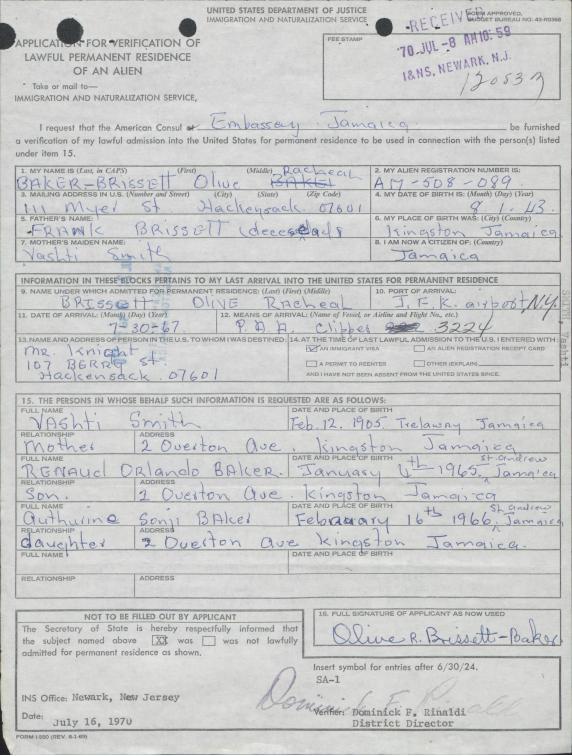 UNITED STATES DEPARTMENT OF JUSTICE
IMMIGRATION AND NATURALIZATION SERVICE
FORM APPROVED,
BUDGET BUREAU NO. 43-R0366
RECEIVED
'70 JUL -8 AM 10:59
I&NS, NEWARK, N.J.
APPLICATION FOR VERIFICATION OF
LAWFUL PERMANENT RESIDENCE
OF AN ALIEN
Take or mail to—
IMMIGRATION AND NATURALIZATION SERVICE,
FEE STAMP
I request that the American Consul at Embassy Jamaica be furnished
a verification of my lawful admission into the United States for permanent residence to be used in connection with the person(s) listed
under item 15.
1. MY NAME IS (Last, in CAPS) (First) (Middle)
BAKER-BRISSETT Olive Racheal BAKER
2. MY ALIEN REGISTRATION NUMBER IS:
AM-508-089
3. MAILING ADDRESS IN U.S. (Number and Street) (City) (State) (Zip Code)
111 Myer St Hackensack 07601
4. MY DATE OF BIRTH IS: (Month) (Day) (Year)
9 1 43
5. FATHER'S NAME:
FRANK BRISSETT
6. MY PLACE OF BIRTH WAS: (City) (Country)
Kingston Jamaica
7. MOTHER'S MAIDEN NAME
Vashti Smith
8. I AM NOW A CITIZEN OF: (Country)
Jamaica
INFORMATION IN THESE BLOCKS PERTAINS TO MY LAST ARRIVAL INTO THE UNITED STATES FOR PERMANENT RESIDENCE
9. NAME UNDER WHICH ADMITTED FOR PERMANENT RESIDENCE: (Last) (First) (Middle)
BRISSETT OLIVE Racheal
10. PORT OF ARRIVAL:
J.F.K. airport, N.Y.
11. DATE OF ARRIVAL: (Month) (Day) (Year)
7-30-67
12. MEANS OF ARRIVAL: (Name of Vessel, or Airline and Flight No., etc.)
P.A.A. Clipper 3224
13. NAME AND ADDRESS OF PERSON IN THE U.S. TO WHOM I WAS DESTINED:
Mr. Knight
107 BERRY St.
Hackensack 07601
14. AT THE TIME OF LAST LAWFUL ADMISSION TO THE U.S. I ENTERED WITH:
AN IMMIGRANT VISA AN ALIEN REGISTRATION RECEIPT CARD
A PERMIT TO REENTER OTHER (EXPLAIN)
AND I HAVE NOT BEEN ABSENT FROM THE UNITED STATES SINCE.
15. THE PERSONS IN WHOSE BEHALF SUCH INFORMATION IS REQUESTED ARE AS FOLLOWS:
FULL NAME DATE AND PLACE OF BIRTH
VAshti Smith Feb. 12. 1905 Trelawny Jamaica
RELATIONSHIP ADDRESS
Mother 2 Overton Ave Kingston Jamaica
FULL NAME DATE AND PLACE OF BIRTH
RENAUD ORLANDO BAKER. January 4th 1965 St. Andrew Jamaica
RELATIONSHIP ADDRESS
Son. 2 Overton Ave. Kingston Jamaica
FULL NAME DATE AND PLACE OF BIRTH
Authurine Sonji BAker February 16th 1966 St. Andrew Jamaica
RELATIONSHIP ADDRESS
daughter 2 Overton Ave Kingston Jamaica.
FULL NAME DATE AND PLACE OF BIRTH
RELATIONSHIP ADDRESS
NOT TO BE FILLED OUT BY APPLICANT
The Secretary of State is hereby respectfully informed that
the subject named above XX was was not lawfully
admitted for permanent residence as shown.
INS Office: Newark, New Jersey
Date: July 16, 1970
16. FULL SIGNATURE OF APPLICANT AS NOW USED
Olive R. Brissett-Baker
Insert symbol for entries after 6/30/24.
SA-1
Dominick F. Rinaldi
Verifier: Dominick F. Rinaldi
District Director
FORM I-550 (REV. 6-1-69)